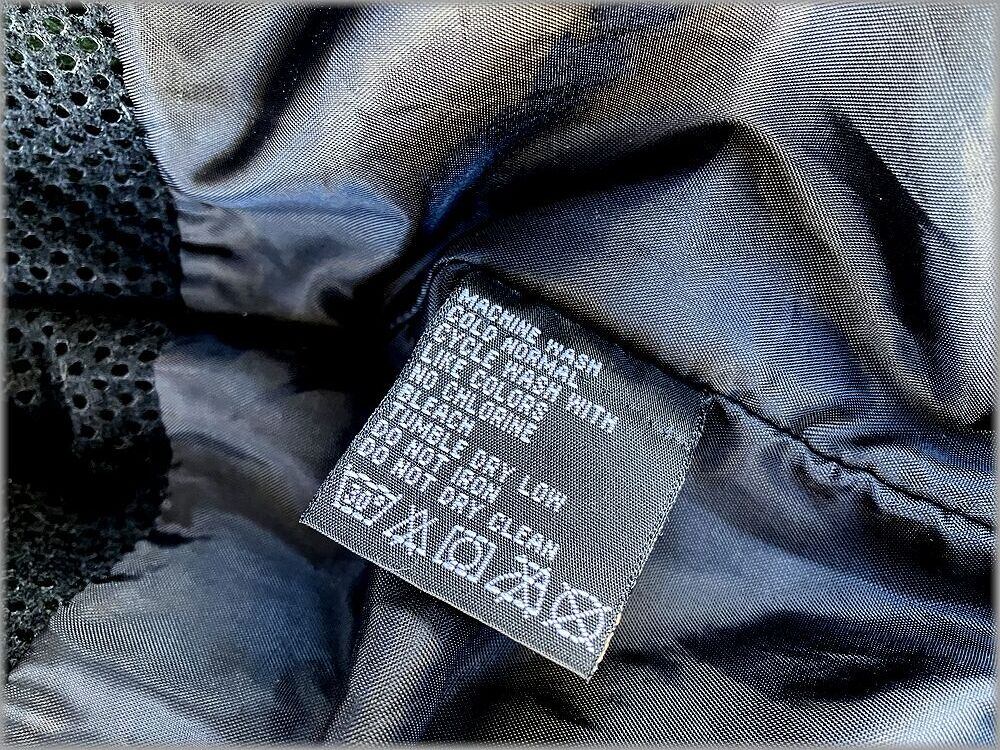 MACHINE WASH
COLD NORMAL
CYCLE WASH WITH
LIKE COLORS
NO CHLORINE
BLEACH
TUNGLE DRY LOW
DO NOT IRON
DO NOT DRY CLEAN